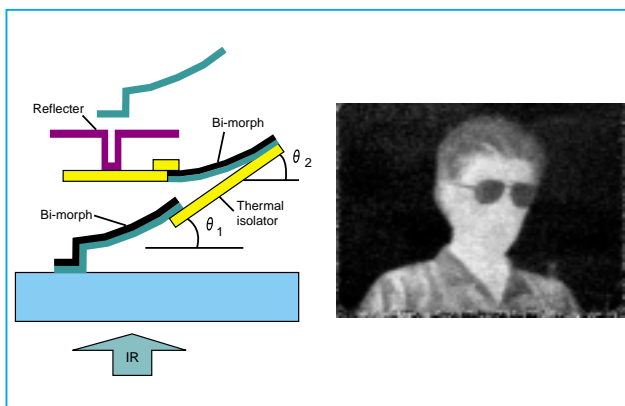 Reflecter
Bi-morph
θ 2
Bi-morph
Thermal
isolator
θ 1
IR